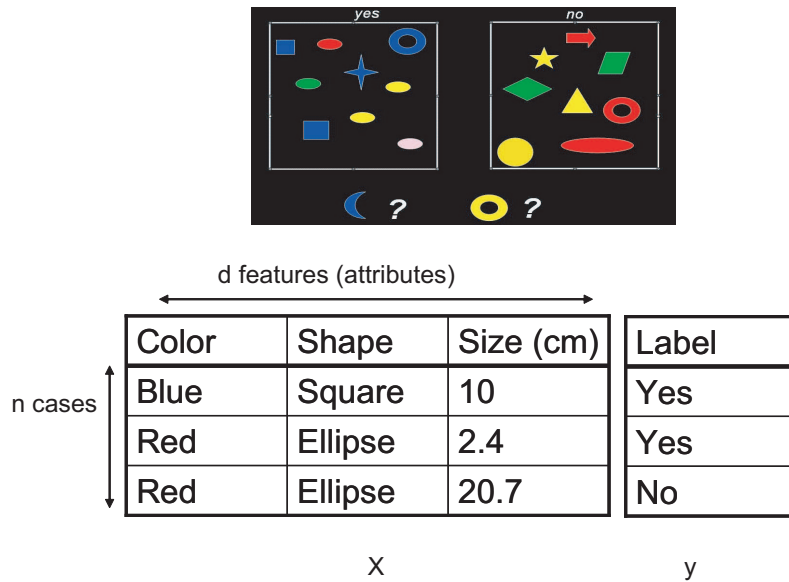 yes no
? ?
d features (attributes)
Color Shape Size (cm) Label
n cases
Blue Square 10 Yes
Red Ellipse 2.4 Yes
Red Ellipse 20.7 No
X y